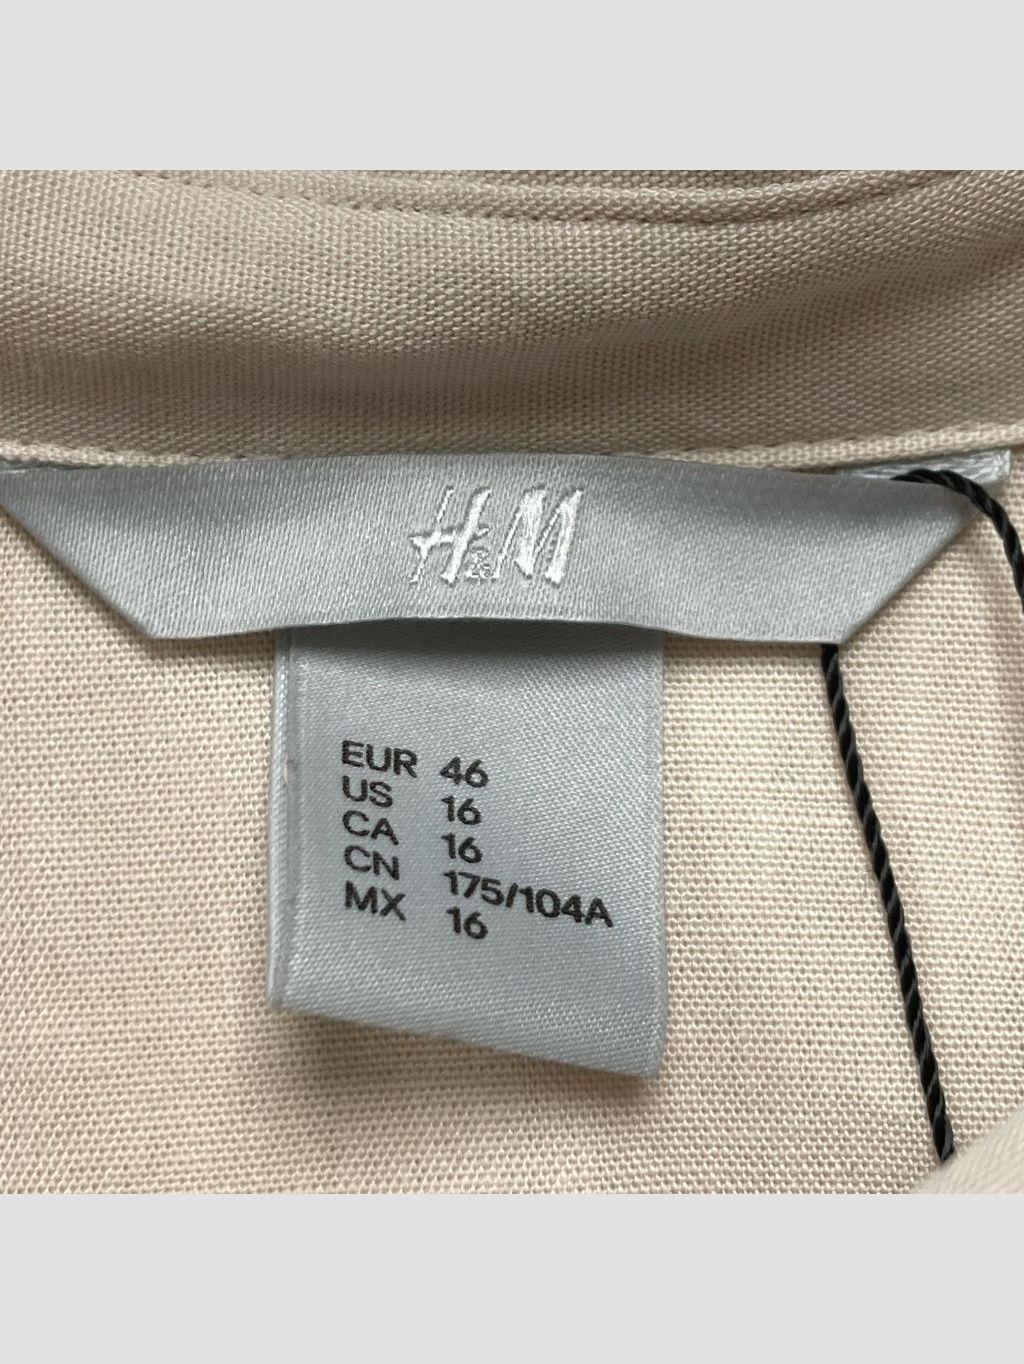 H&M
EUR 46
US 16
CA 16
CN 175/104A
MX 16